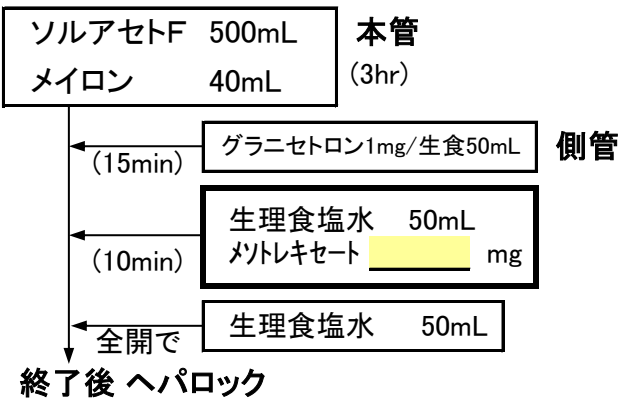 ソルアセトF 500mL 本管
メイロン 40mL (3hr)
グラニセトロン1mg/生食50mL 側管
(15min)
生理食塩水 50mL
メソトレキセート mg
(10min)
生理食塩水 50mL
全開で
終了後 ヘパロック